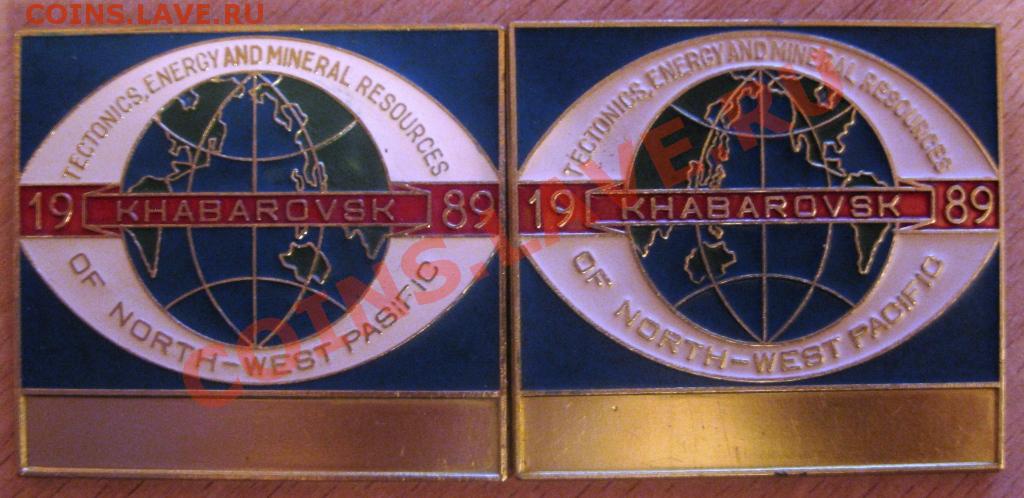 COINS.LAVE.RU
TECTONICS, ENERGY AND MINERAL RESOURCES
19 KHABAROVSK 89
OF NORTH-WEST PASIFIC
TECTONICS, ENERGY AND MINERAL RESOURCES
19 KHABAROVSK 89
OF NORTH-WEST PACIFIC
COINS.LAVE.RU